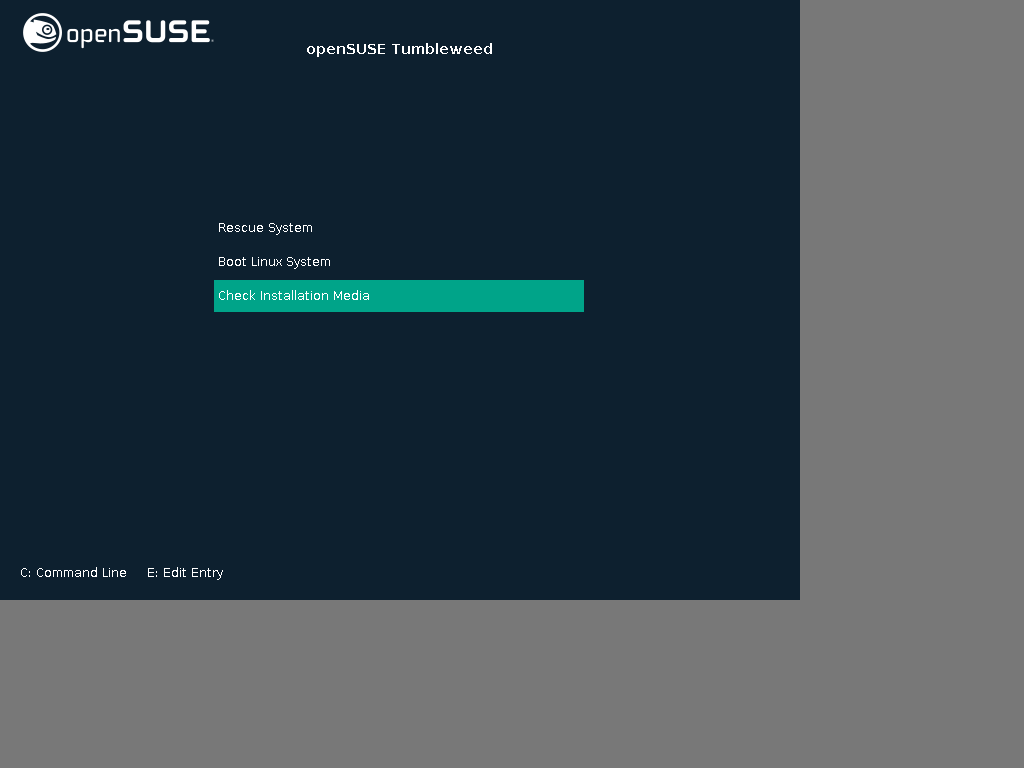 openSUSE.
openSUSE Tumbleweed
Rescue System
Boot Linux System
Check Installation Media
C: Command Line E: Edit Entry